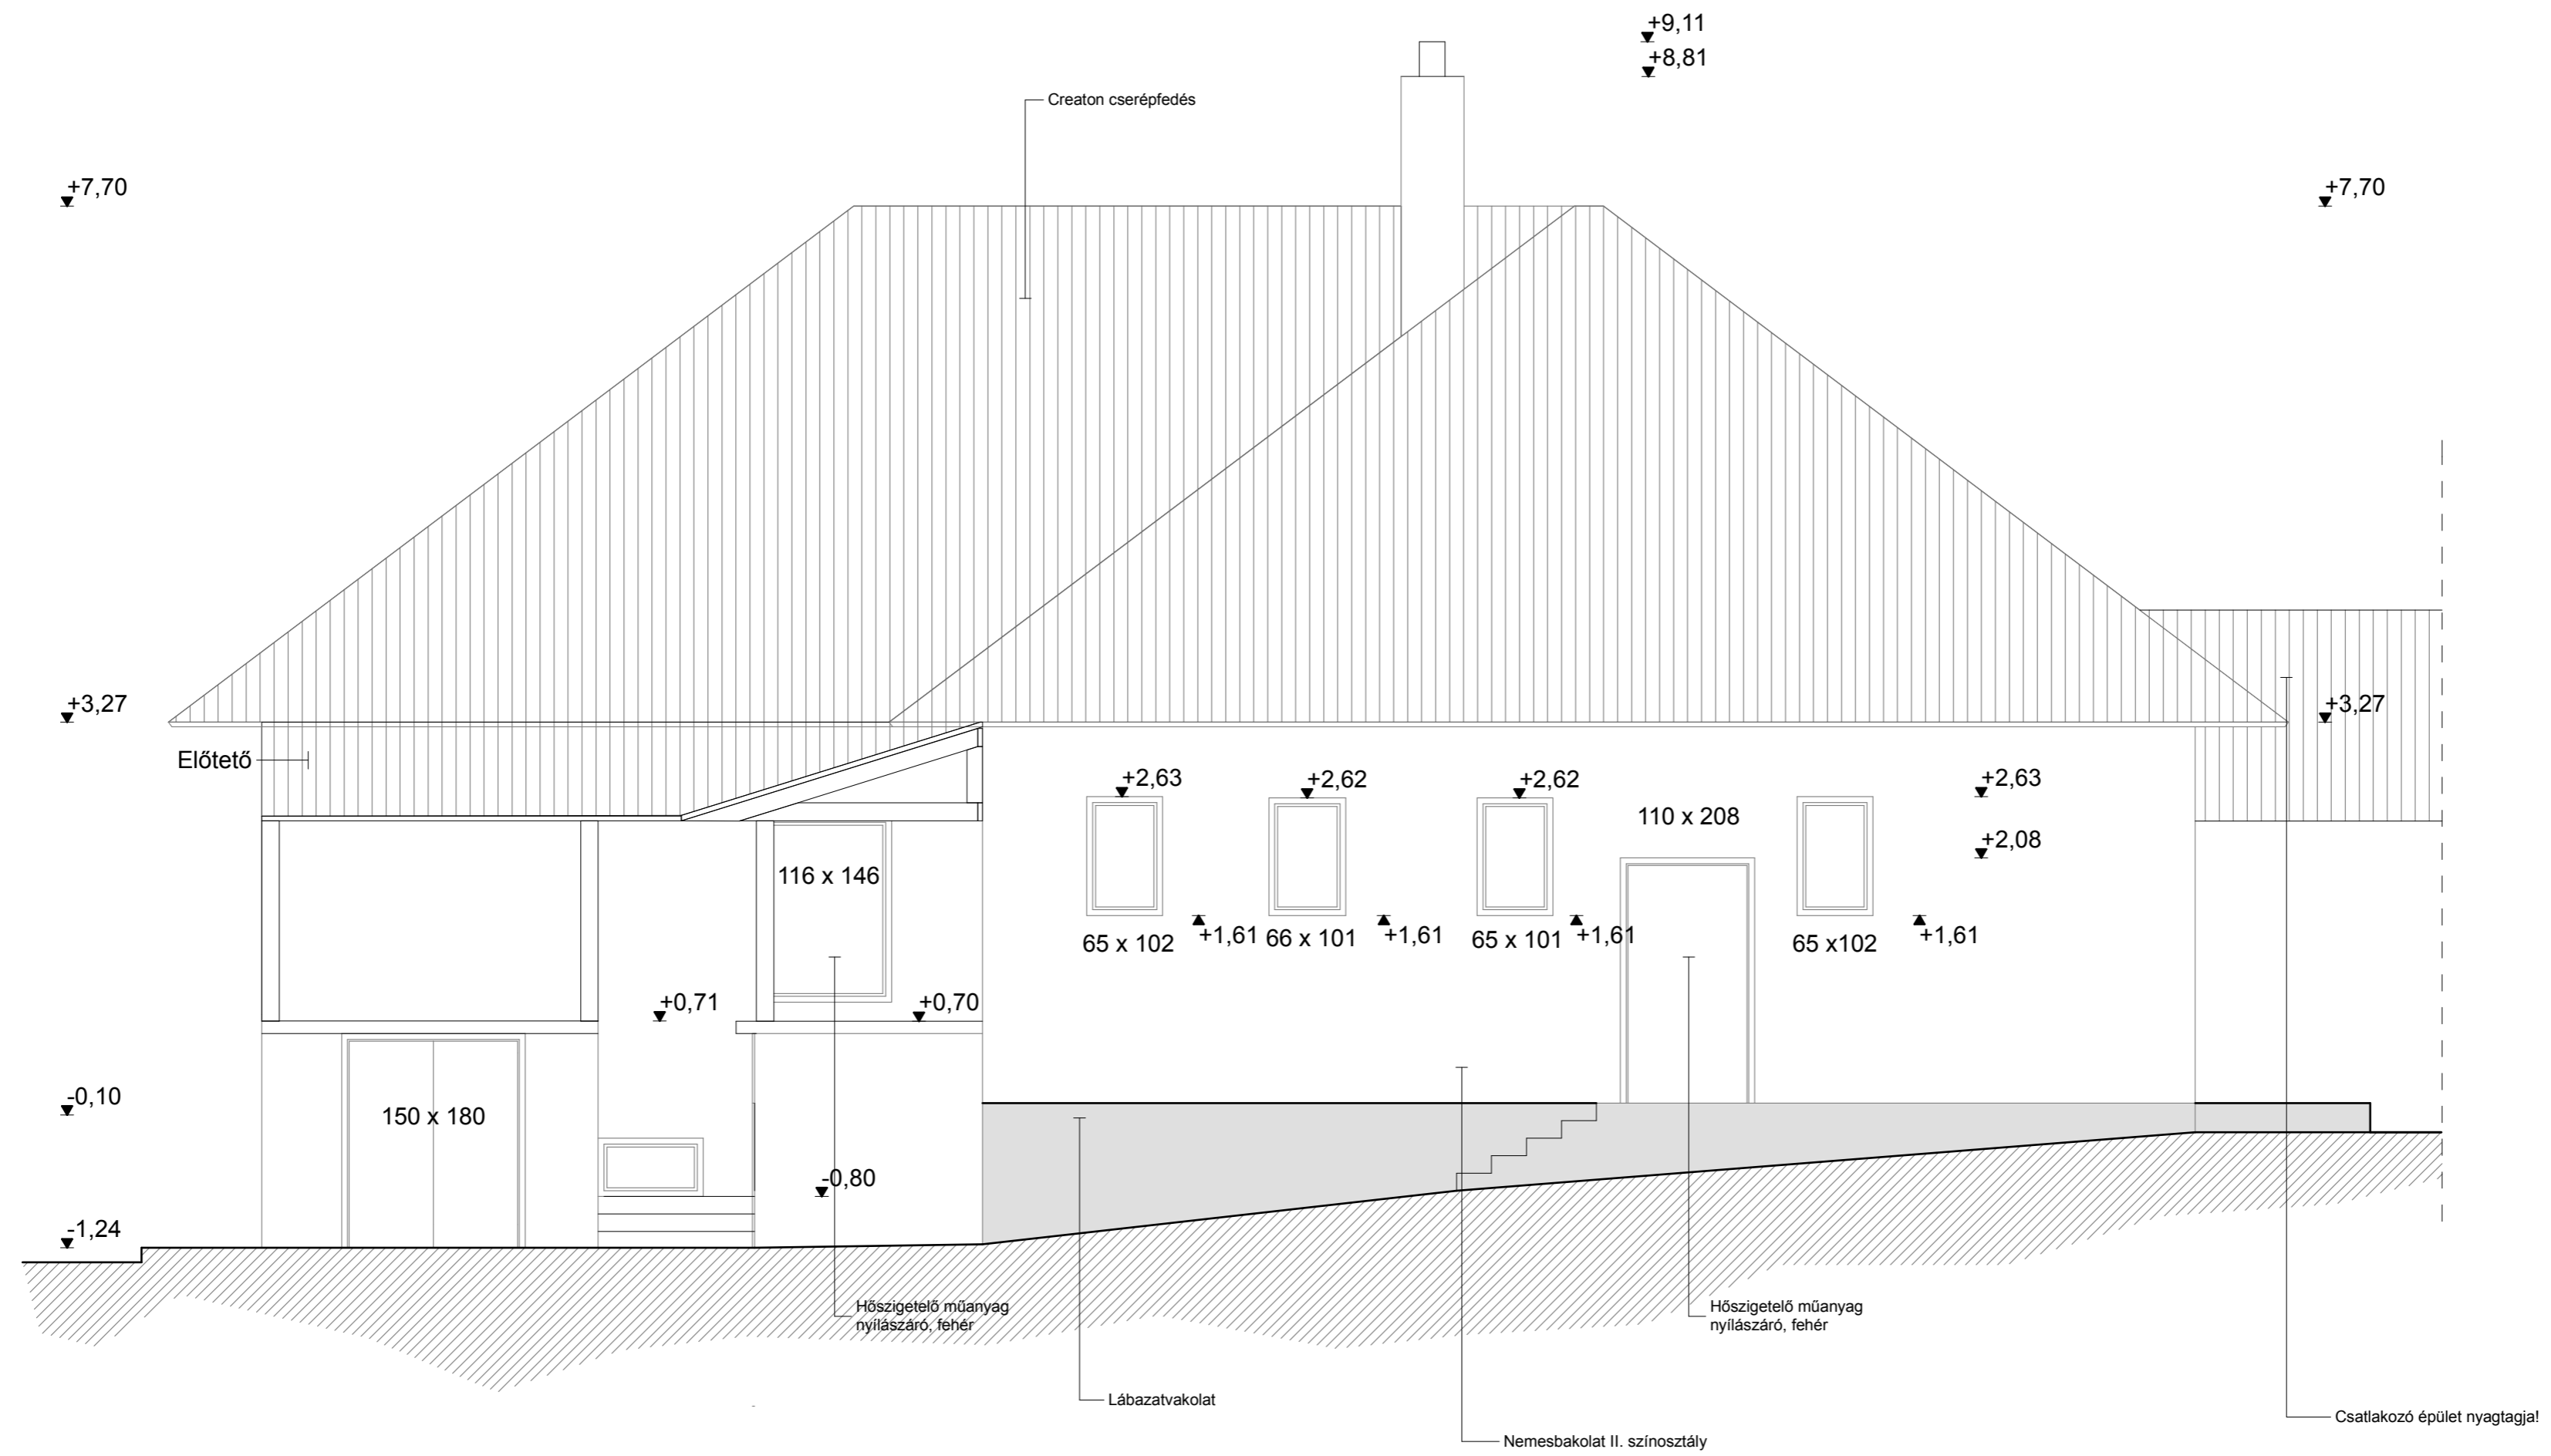 +9,11
+8,81
Creaton cserépfedés
+7,70
+7,70
+3,27
+3,27
Előtető
+2,63
+2,62
+2,62
+2,63
110 x 208
+2,08
116 x 146
+1,61
+1,61
+1,61
+1,61
65 x 102
66 x 101
65 x 101
65 x102
+0,71
+0,70
-0,10
150 x 180
-0,80
-1,24
Hőszigetelő műanyag
nyílászáró, fehér
Hőszigetelő műanyag
nyílászáró, fehér
Lábazatvakolat
Csatlakozó épület nyagtagja!
Nemesbakolat II. színosztály